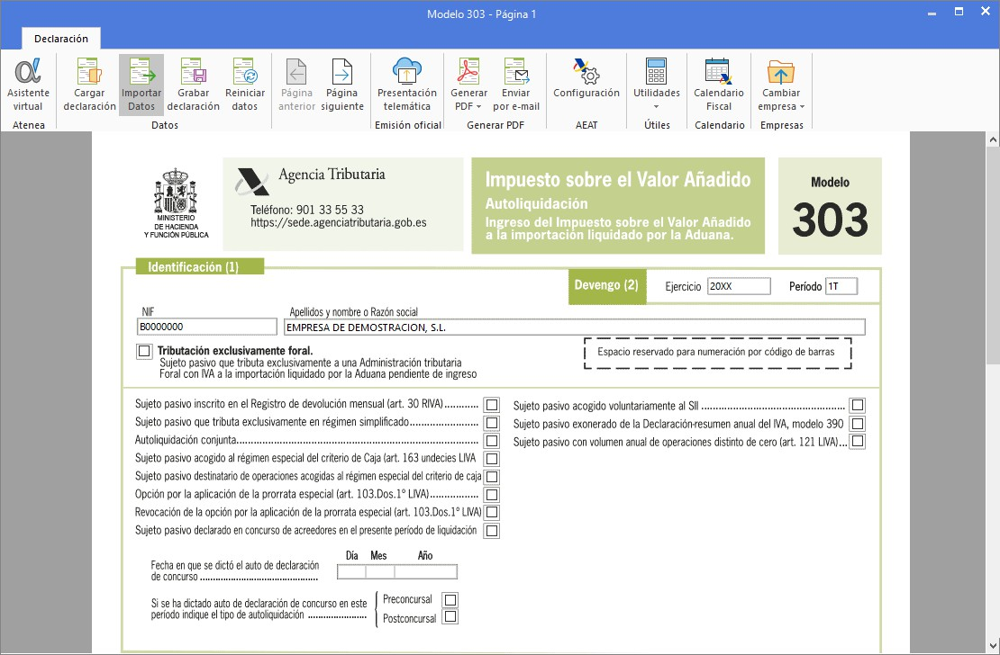 Modelo 303 - Página 1
Declaración
Asistente virtual
Cargar declaración
Importar Datos
Grabar declaración
Reiniciar datos
Página anterior
Página siguiente
Presentación telemática
Generar PDF
Enviar por e-mail
Configuración
Utilidades
Calendario Fiscal
Cambiar empresa
Atenea
Datos
Emisión oficial
Generar PDF
AEAT
Útiles
Calendario
Empresas
MINISTERIO
DE HACIENDA
Y FUNCIÓN PÚBLICA
Agencia Tributaria
Teléfono: 901 33 55 33
https://sede.agenciatributaria.gob.es
Impuesto sobre el Valor Añadido
Autoliquidación
Ingreso del Impuesto sobre el Valor Añadido
a la importación liquidado por la Aduana.
Modelo
303
Identificación (1)
Devengo (2)
Ejercicio 20XX
Período 1T
NIF
Apellidos y nombre o Razón social
B0000000
EMPRESA DE DEMOSTRACION, S.L.
Tributación exclusivamente foral.
Sujeto pasivo que tributa exclusivamente a una Administración tributaria
Foral con IVA a la importación liquidado por la Aduana pendiente de ingreso
Espacio reservado para numeración por código de barras
Sujeto pasivo inscrito en el Registro de devolución mensual (art. 30 RIVA)............
Sujeto pasivo que tributa exclusivamente en régimen simplificado.......................
Autoliquidación conjunta................................................................................
Sujeto pasivo acogido al régimen especial del criterio de Caja (art. 163 undecies LIVA
Sujeto pasivo destinatario de operaciones acogidas al régimen especial del criterio de caja
Opción por la aplicación de la prorrata especial (art. 103.Dos.1º LIVA)................
Revocación de la opción por la aplicación de la prorrata especial (art. 103.Dos.1º LIVA)
Sujeto pasivo declarado en concurso de acreedores en el presente período de liquidación
Sujeto pasivo acogido voluntariamente al SII ................................................
Sujeto pasivo exonerado de la Declaración-resumen anual del IVA, modelo 390
Sujeto pasivo con volumen anual de operaciones distinto de cero (art. 121 LIVA)...
Día Mes Año
Fecha en que se dictó el auto de declaración
de concurso ...............................................
Si se ha dictado auto de declaración de concurso en este
período indique el tipo de autoliquidación .......................
Preconcursal
Postconcursal